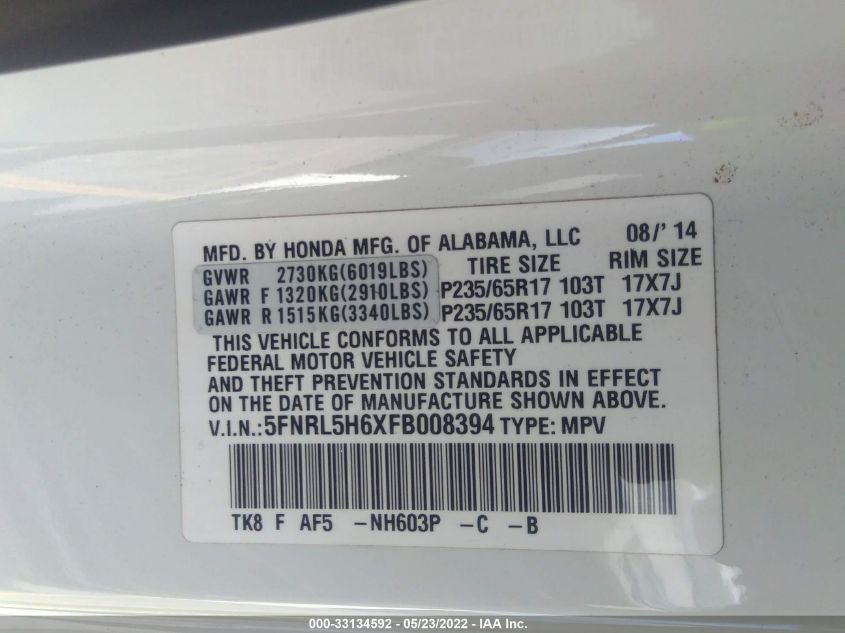 MFD. BY HONDA MFG. OF ALABAMA, LLC 08/' 14
GVWR 2730KG(6019LBS) TIRE SIZE RIM SIZE
GAWR F 1320KG(2910LBS) P235/65R17 103T 17X7J
GAWR R 1515KG(3340LBS) P235/65R17 103T 17X7J
THIS VEHICLE CONFORMS TO ALL APPLICABLE
FEDERAL MOTOR VEHICLE SAFETY
AND THEFT PREVENTION STANDARDS IN EFFECT
ON THE DATE OF MANUFACTURE SHOWN ABOVE.
V.I.N.:5FNRL5H6XFB008394 TYPE: MPV
TK8 F AF5 -NH603P -C -B
000-33134592 - 05/23/2022 - IAA Inc.